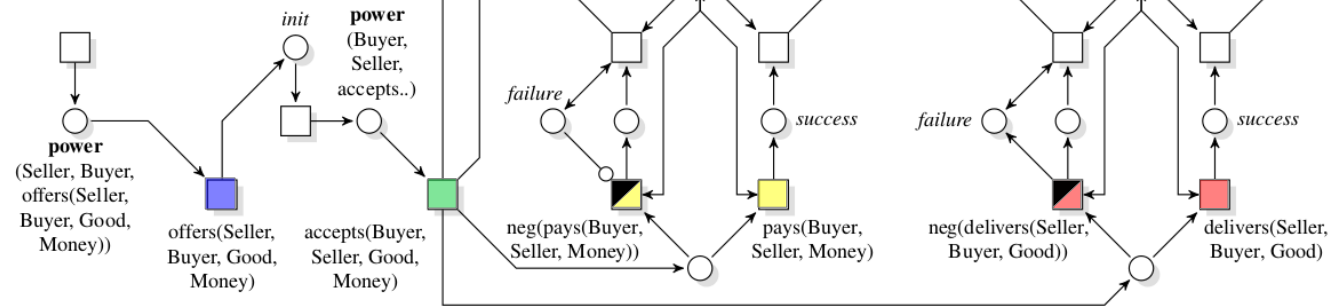 init
power
(Buyer,
Seller,
accepts..)
failure
success
failure
success
power
(Seller, Buyer,
offers(Seller,
Buyer, Good,
Money))
offers(Seller,
Buyer, Good,
Money)
accepts(Buyer,
Seller, Good,
Money)
neg(pays(Buyer,
Seller, Money))
pays(Buyer,
Seller, Money)
neg(delivers(Seller,
Buyer, Good))
delivers(Seller,
Buyer, Good)